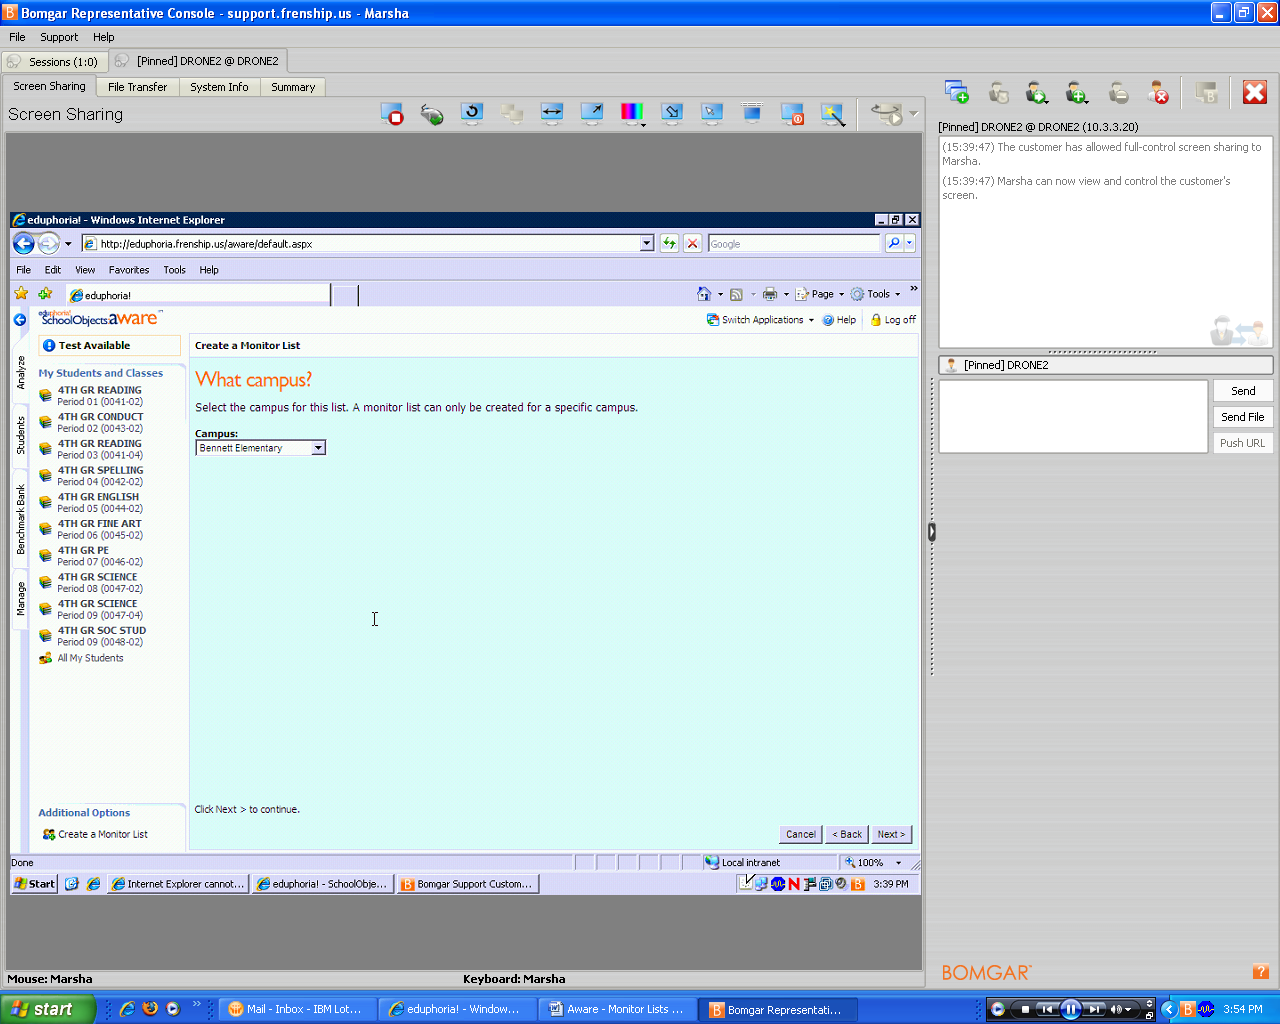 Bomgar Representative Console - support.frenship.us - Marsha
File Support Help
Sessions (1:0) [Pinned] DRONE2 @ DRONE2
Screen Sharing File Transfer System Info Summary
Screen Sharing
[Pinned] DRONE2 @ DRONE2 (10.3.3.20)
(15:39:47) The customer has allowed full-control screen sharing to
Marsha.
(15:39:47) Marsha can now view and control the customer's
screen.
[Pinned] DRONE2
Send
Send File
Push URL
eduphoria! - Windows Internet Explorer
http://eduphoria.frenship.us/aware/default.aspx
Google
File Edit View Favorites Tools Help
eduphoria!
Page Tools
eduphoria!
SchoolObjects:aware
Switch Applications Help Log off
Analyze
Students
Benchmark Bank
Manage
Test Available
My Students and Classes
4TH GR READING
Period 01 (0041-02)
4TH GR CONDUCT
Period 02 (0043-02)
4TH GR READING
Period 03 (0041-04)
4TH GR SPELLING
Period 04 (0042-02)
4TH GR ENGLISH
Period 05 (0044-02)
4TH GR FINE ART
Period 06 (0045-02)
4TH GR PE
Period 07 (0046-02)
4TH GR SCIENCE
Period 08 (0047-02)
4TH GR SCIENCE
Period 09 (0047-04)
4TH GR SOC STUD
Period 09 (0048-02)
All My Students
Additional Options
Create a Monitor List
Create a Monitor List
What campus?
Select the campus for this list. A monitor list can only be created for a specific campus.
Campus:
Bennett Elementary
Click Next > to continue.
Cancel < Back Next >
Done Local intranet 100%
Start Internet Explorer cannot... eduphoria! - SchoolObje... Bomgar Support Custom... 3:39 PM
Mouse: Marsha Keyboard: Marsha
BOMGAR
start Mail - Inbox - IBM Lot... eduphoria! - Window... Aware - Monitor Lists ... Bomgar Representati... 3:54 PM